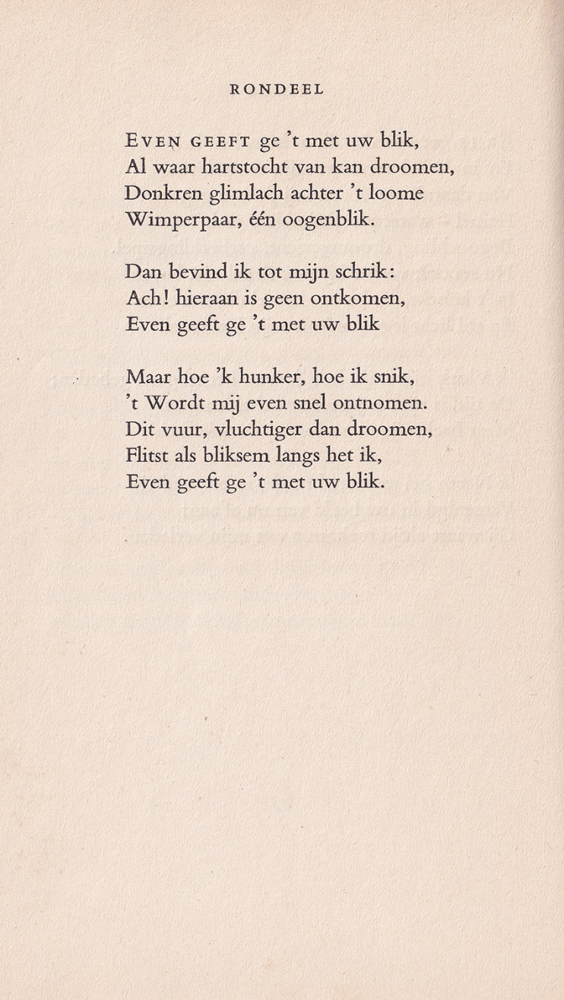 RONDEEL
EVEN GEEFT ge 't met uw blik,
Al waar hartstocht van kan droomen,
Donkren glimlach achter 't loome
Wimperpaar, één oogenblik.
Dan bevind ik tot mijn schrik:
Ach! hieraan is geen ontkomen,
Even geeft ge 't met uw blik
Maar hoe 'k hunker, hoe ik snik,
't Wordt mij even snel ontnomen.
Dit vuur, vluchtiger dan droomen,
Flitst als bliksem langs het ik,
Even geeft ge 't met uw blik.